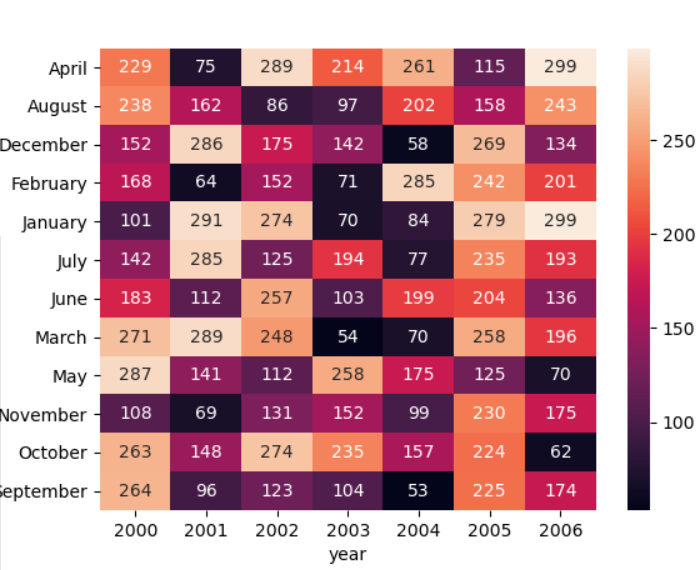 April 229 75 289 214 261 115 299
August 238 162 86 97 202 158 243
December 152 286 175 142 58 269 134
250
February 168 64 152 71 285 242 201
January 101 291 274 70 84 279 299
200
July 142 285 125 194 77 235 193
June 183 112 257 103 199 204 136
March 271 289 248 54 70 258 196
150
May 287 141 112 258 175 125 70
November 108 69 131 152 99 230 175
100
October 263 148 274 235 157 224 62
September 264 96 123 104 53 225 174
2000 2001 2002 2003 2004 2005 2006
year